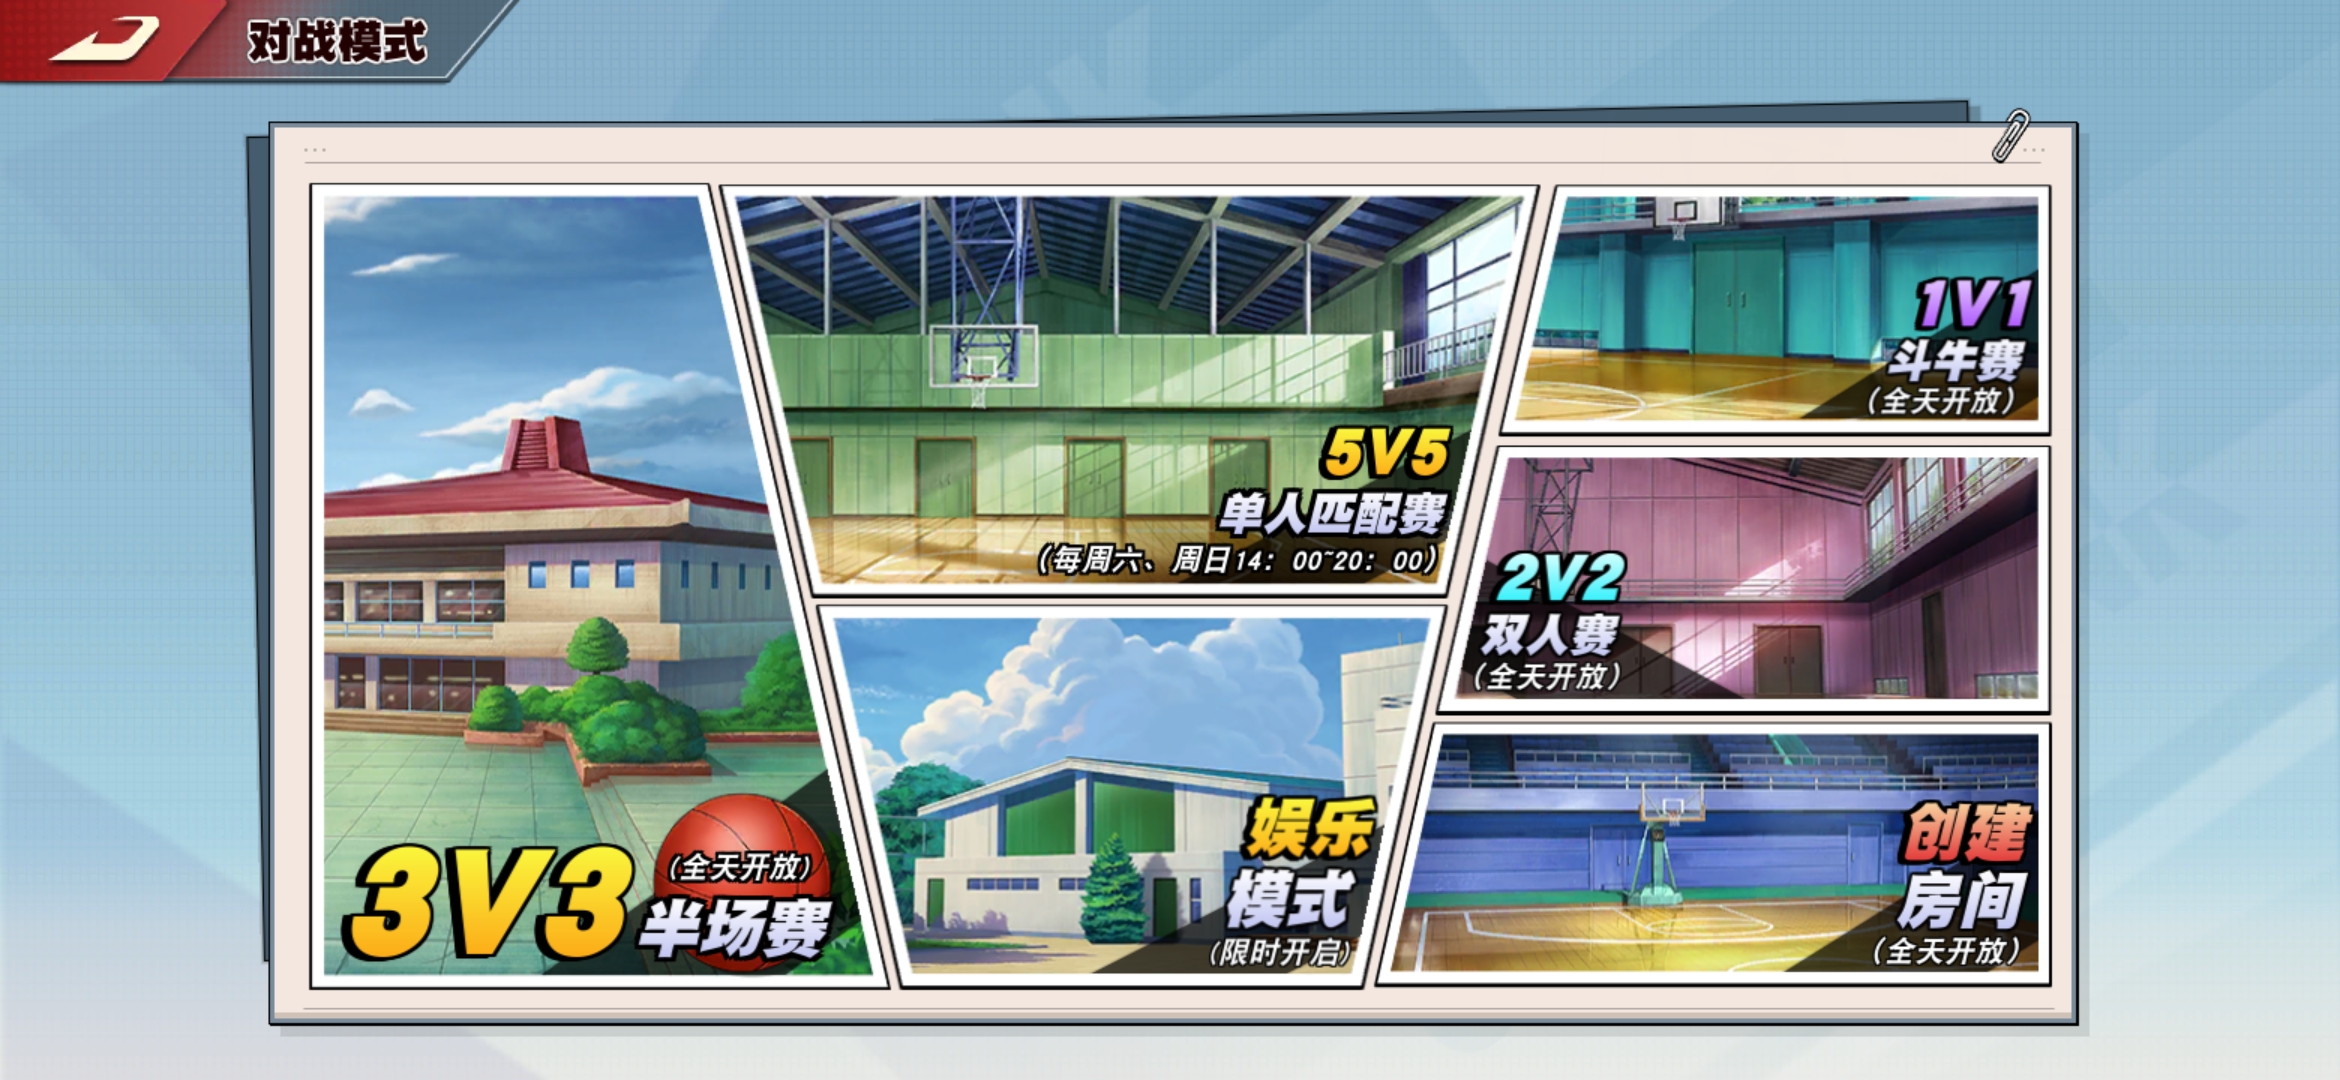 对战模式
3V3
(全天开放)
半场赛
5V5
单人匹配赛
(每周六、周日14：00~20：00)
娱乐
模式
(限时开启)
1V1
斗牛赛
(全天开放)
2V2
双人赛
(全天开放)
创建
房间
(全天开放)